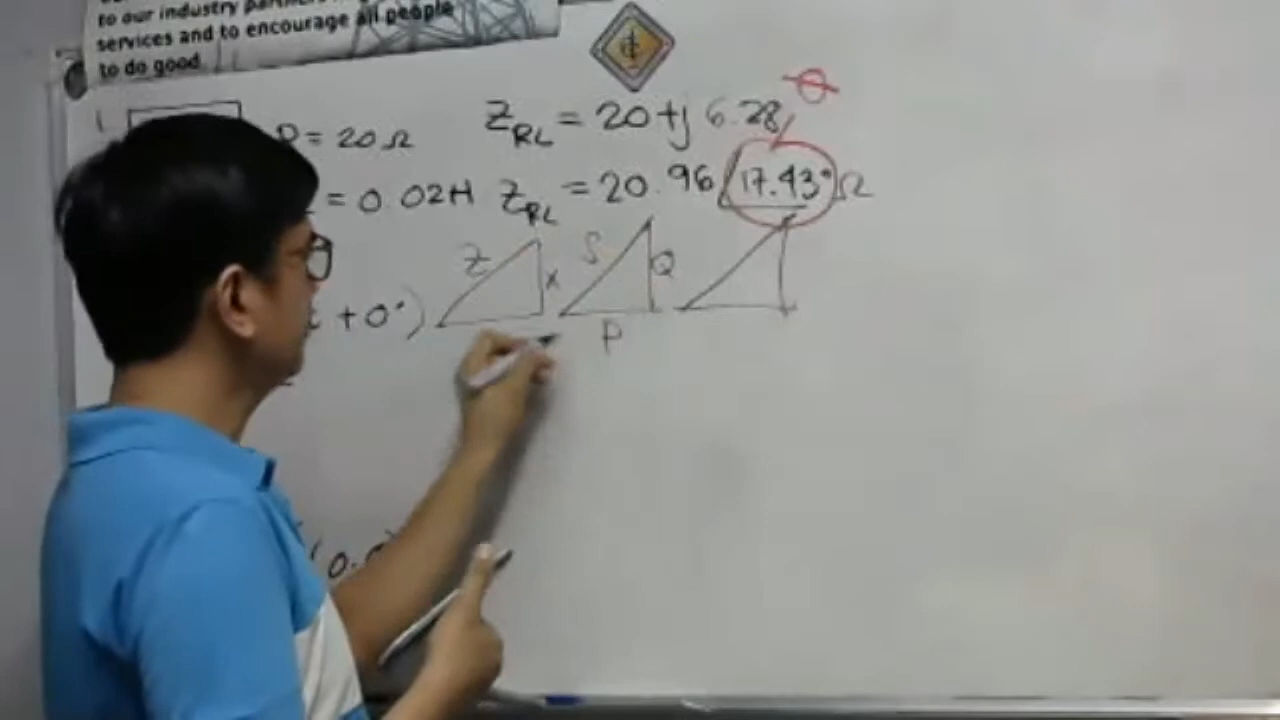 to our industry
services and to encourage all people
to do good
= 20 Ω
Z_RL = 20 + j 6.28
θ
= 0.02H
Z_RL = 20.96 ∠17.43° Ω
+0°)
Z
X
S
Q
P